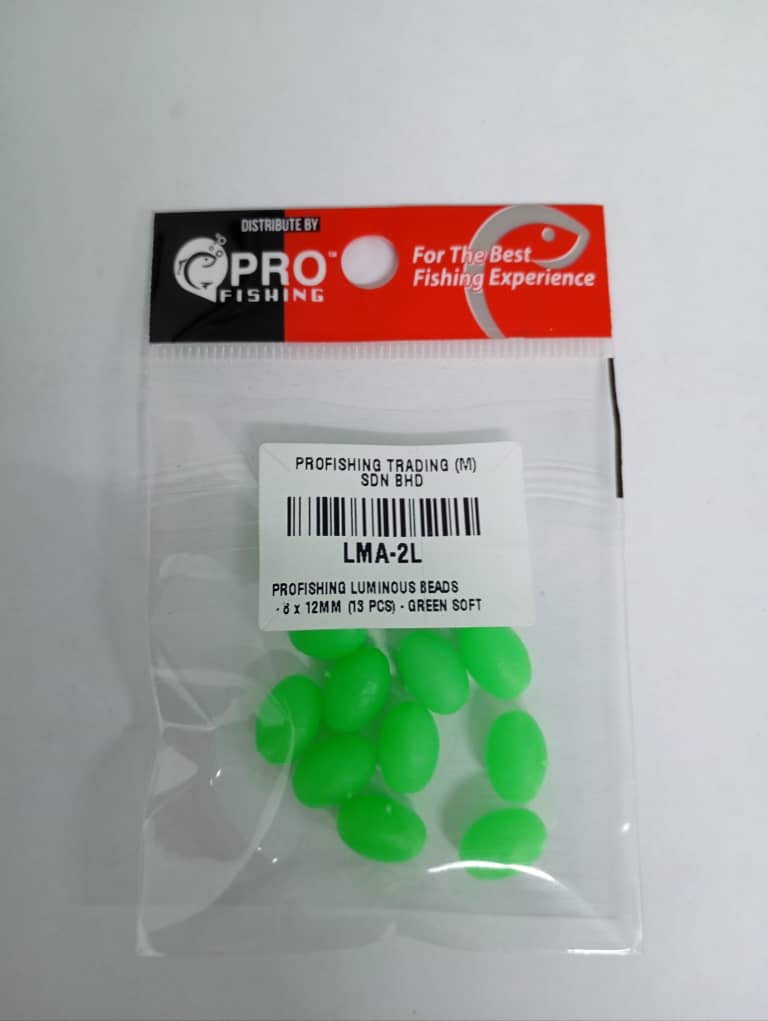 DISTRIBUTE BY
PRO™
FISHING
For The Best
Fishing Experience
PROFISHING TRADING (M)
SDN BHD
LMA-2L
PROFISHING LUMINOUS BEADS
- 8 x 12MM (13 PCS) - GREEN SOFT